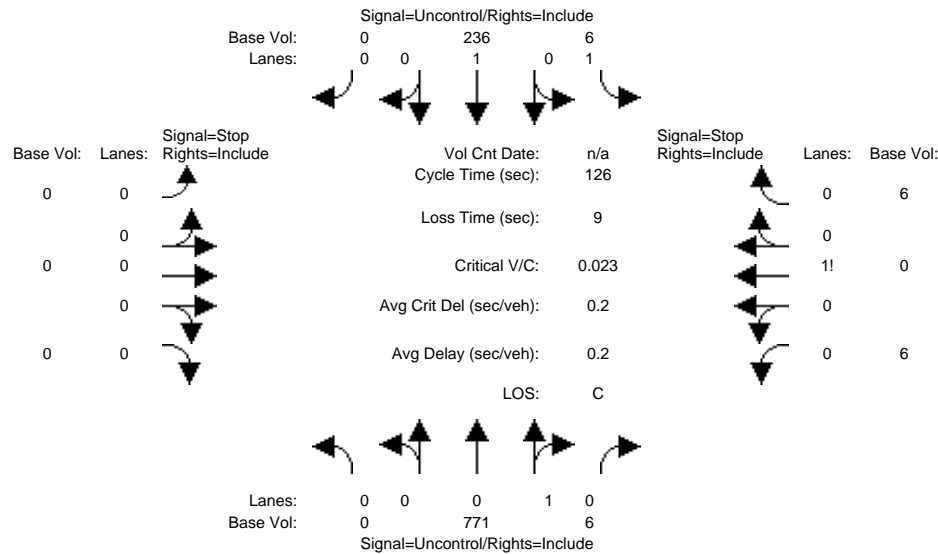 Signal=Uncontrol/Rights=Include
Base Vol: 0 236 6
Lanes: 0 0 1 0 1
Signal=Stop
Base Vol: Lanes: Rights=Include
Signal=Stop
Rights=Include Lanes: Base Vol:
Vol Cnt Date: n/a
Cycle Time (sec): 126
0 0
0 6
Loss Time (sec): 9
0
0
0 0
Critical V/C: 0.023
1! 0
0
Avg Crit Del (sec/veh): 0.2
0
0 0
Avg Delay (sec/veh): 0.2
0 6
LOS: C
Lanes: 0 0 0 1 0
Base Vol: 0 771 6
Signal=Uncontrol/Rights=Include